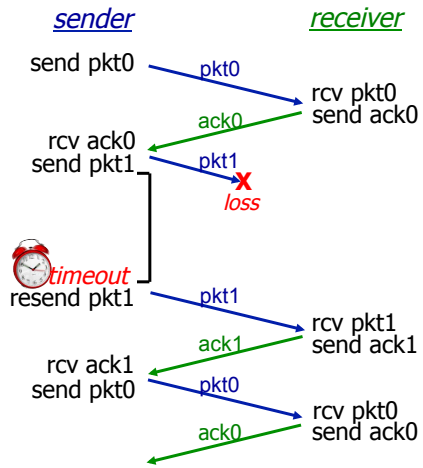 sender
receiver
send pkt0
pkt0
rcv pkt0
send ack0
ack0
rcv ack0
send pkt1
pkt1
X
loss
timeout
resend pkt1
pkt1
rcv pkt1
send ack1
ack1
rcv ack1
send pkt0
pkt0
rcv pkt0
send ack0
ack0